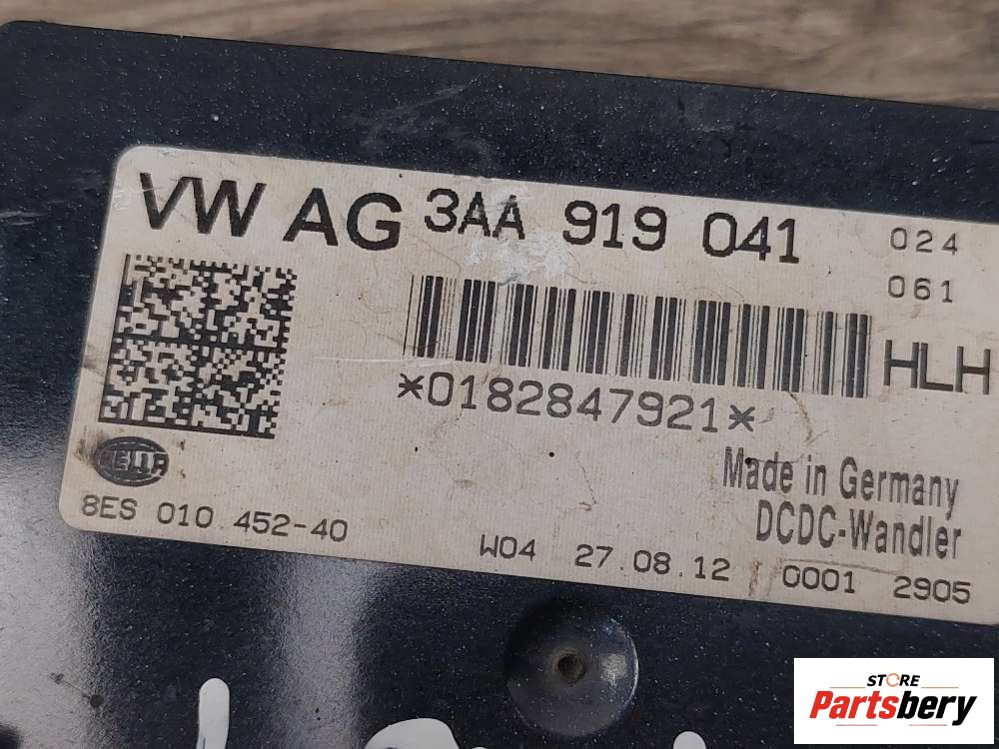 VW AG 3AA 919 041 024
061
HLH
*0182847921*
HELLA
Made in Germany
8ES 010 452-40
DCDC-Wandler
W04 27.08.12 0001 2905
STORE
Partsbery